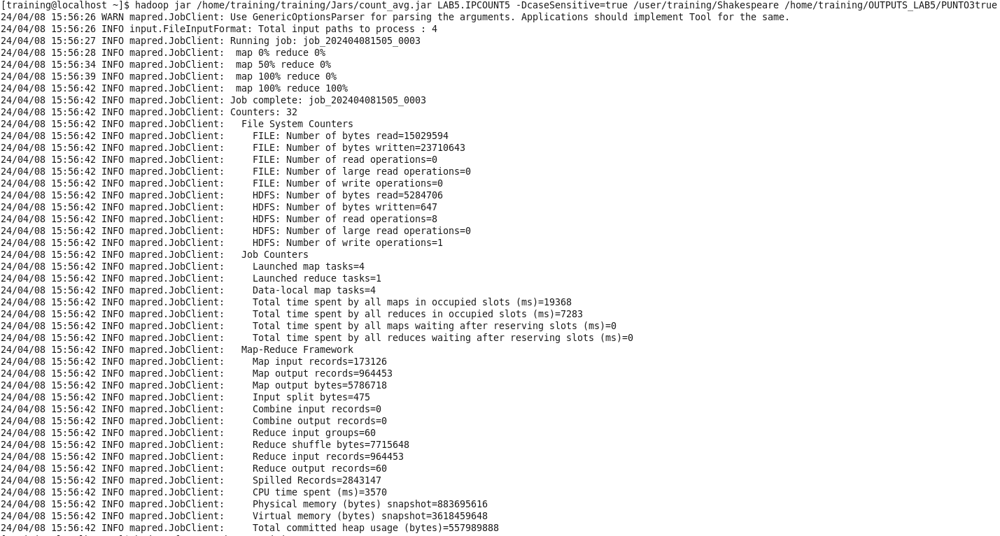 [training@localhost ~]$ hadoop jar /home/training/training/Jars/count_avg.jar LAB5.IPCOUNT5 -DcaseSensitive=true /user/training/Shakespeare /home/training/OUTPUTS_LAB5/PUNTO3true
24/04/08 15:56:26 WARN mapred.JobClient: Use GenericOptionsParser for parsing the arguments. Applications should implement Tool for the same.
24/04/08 15:56:26 INFO input.FileInputFormat: Total input paths to process : 4
24/04/08 15:56:27 INFO mapred.JobClient: Running job: job_202404081505_0003
24/04/08 15:56:28 INFO mapred.JobClient:  map 0% reduce 0%
24/04/08 15:56:34 INFO mapred.JobClient:  map 50% reduce 0%
24/04/08 15:56:39 INFO mapred.JobClient:  map 100% reduce 0%
24/04/08 15:56:42 INFO mapred.JobClient:  map 100% reduce 100%
24/04/08 15:56:42 INFO mapred.JobClient: Job complete: job_202404081505_0003
24/04/08 15:56:42 INFO mapred.JobClient: Counters: 32
24/04/08 15:56:42 INFO mapred.JobClient:   File System Counters
24/04/08 15:56:42 INFO mapred.JobClient:     FILE: Number of bytes read=15029594
24/04/08 15:56:42 INFO mapred.JobClient:     FILE: Number of bytes written=23710643
24/04/08 15:56:42 INFO mapred.JobClient:     FILE: Number of read operations=0
24/04/08 15:56:42 INFO mapred.JobClient:     FILE: Number of large read operations=0
24/04/08 15:56:42 INFO mapred.JobClient:     FILE: Number of write operations=0
24/04/08 15:56:42 INFO mapred.JobClient:     HDFS: Number of bytes read=5284706
24/04/08 15:56:42 INFO mapred.JobClient:     HDFS: Number of bytes written=647
24/04/08 15:56:42 INFO mapred.JobClient:     HDFS: Number of read operations=8
24/04/08 15:56:42 INFO mapred.JobClient:     HDFS: Number of large read operations=0
24/04/08 15:56:42 INFO mapred.JobClient:     HDFS: Number of write operations=1
24/04/08 15:56:42 INFO mapred.JobClient:   Job Counters
24/04/08 15:56:42 INFO mapred.JobClient:     Launched map tasks=4
24/04/08 15:56:42 INFO mapred.JobClient:     Launched reduce tasks=1
24/04/08 15:56:42 INFO mapred.JobClient:     Data-local map tasks=4
24/04/08 15:56:42 INFO mapred.JobClient:     Total time spent by all maps in occupied slots (ms)=19368
24/04/08 15:56:42 INFO mapred.JobClient:     Total time spent by all reduces in occupied slots (ms)=7283
24/04/08 15:56:42 INFO mapred.JobClient:     Total time spent by all maps waiting after reserving slots (ms)=0
24/04/08 15:56:42 INFO mapred.JobClient:     Total time spent by all reduces waiting after reserving slots (ms)=0
24/04/08 15:56:42 INFO mapred.JobClient:   Map-Reduce Framework
24/04/08 15:56:42 INFO mapred.JobClient:     Map input records=173126
24/04/08 15:56:42 INFO mapred.JobClient:     Map output records=964453
24/04/08 15:56:42 INFO mapred.JobClient:     Map output bytes=5786718
24/04/08 15:56:42 INFO mapred.JobClient:     Input split bytes=475
24/04/08 15:56:42 INFO mapred.JobClient:     Combine input records=0
24/04/08 15:56:42 INFO mapred.JobClient:     Combine output records=0
24/04/08 15:56:42 INFO mapred.JobClient:     Reduce input groups=60
24/04/08 15:56:42 INFO mapred.JobClient:     Reduce shuffle bytes=7715648
24/04/08 15:56:42 INFO mapred.JobClient:     Reduce input records=964453
24/04/08 15:56:42 INFO mapred.JobClient:     Reduce output records=60
24/04/08 15:56:42 INFO mapred.JobClient:     Spilled Records=2843147
24/04/08 15:56:42 INFO mapred.JobClient:     CPU time spent (ms)=3570
24/04/08 15:56:42 INFO mapred.JobClient:     Physical memory (bytes) snapshot=883695616
24/04/08 15:56:42 INFO mapred.JobClient:     Virtual memory (bytes) snapshot=3618459648
24/04/08 15:56:42 INFO mapred.JobClient:     Total committed heap usage (bytes)=557989888